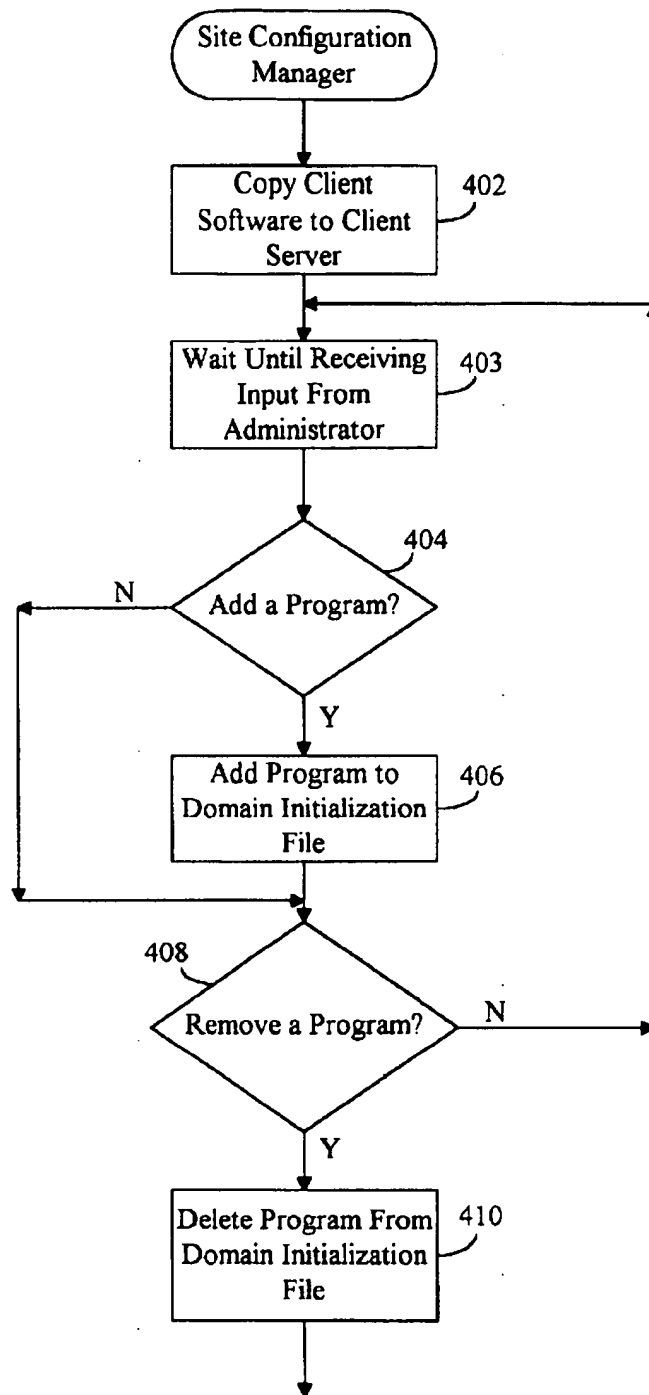 Site Configuration
Manager
Copy Client
Software to Client
Server
402
Wait Until Receiving
Input From
Administrator
403
404
Add a Program?
N
Y
Add Program to
Domain Initialization
File
406
408
Remove a Program?
N
Y
Delete Program From
Domain Initialization
File
410